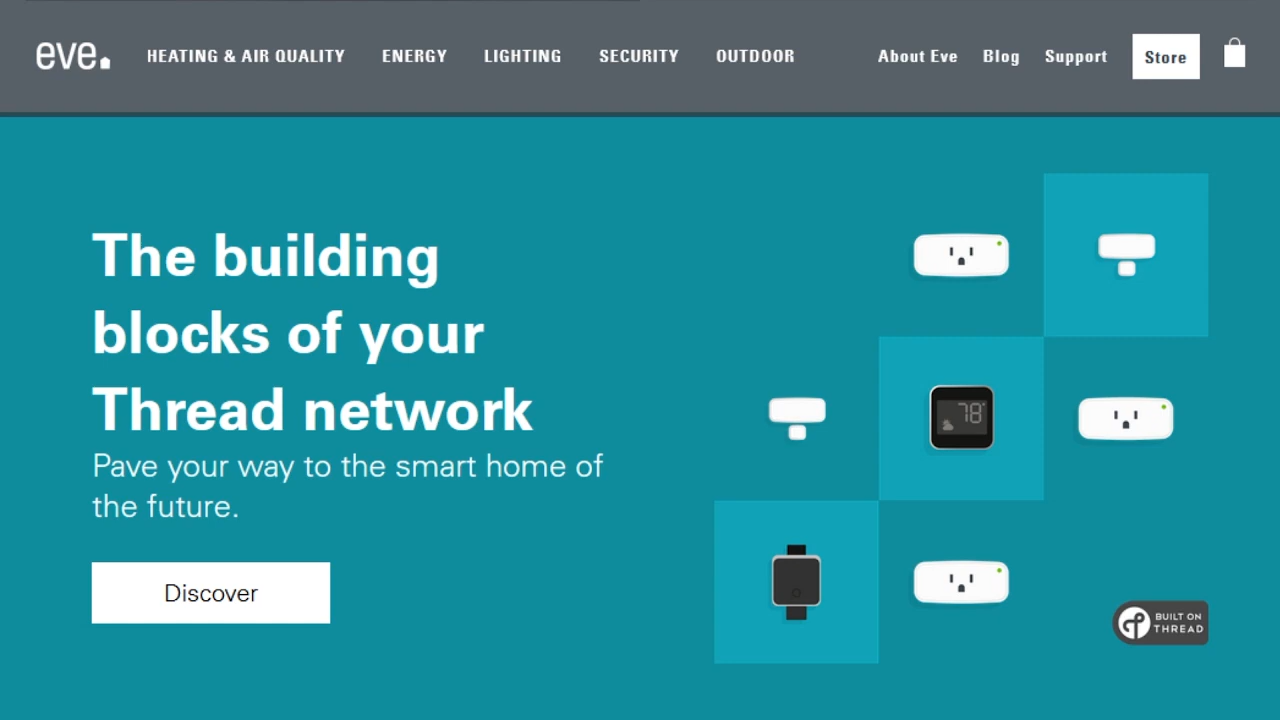 eve.
HEATING & AIR QUALITY
ENERGY
LIGHTING
SECURITY
OUTDOOR
About Eve
Blog
Support
Store
The building
blocks of your
Thread network
Pave your way to the smart home of
the future.
Discover
78°
BUILT ON
THREAD